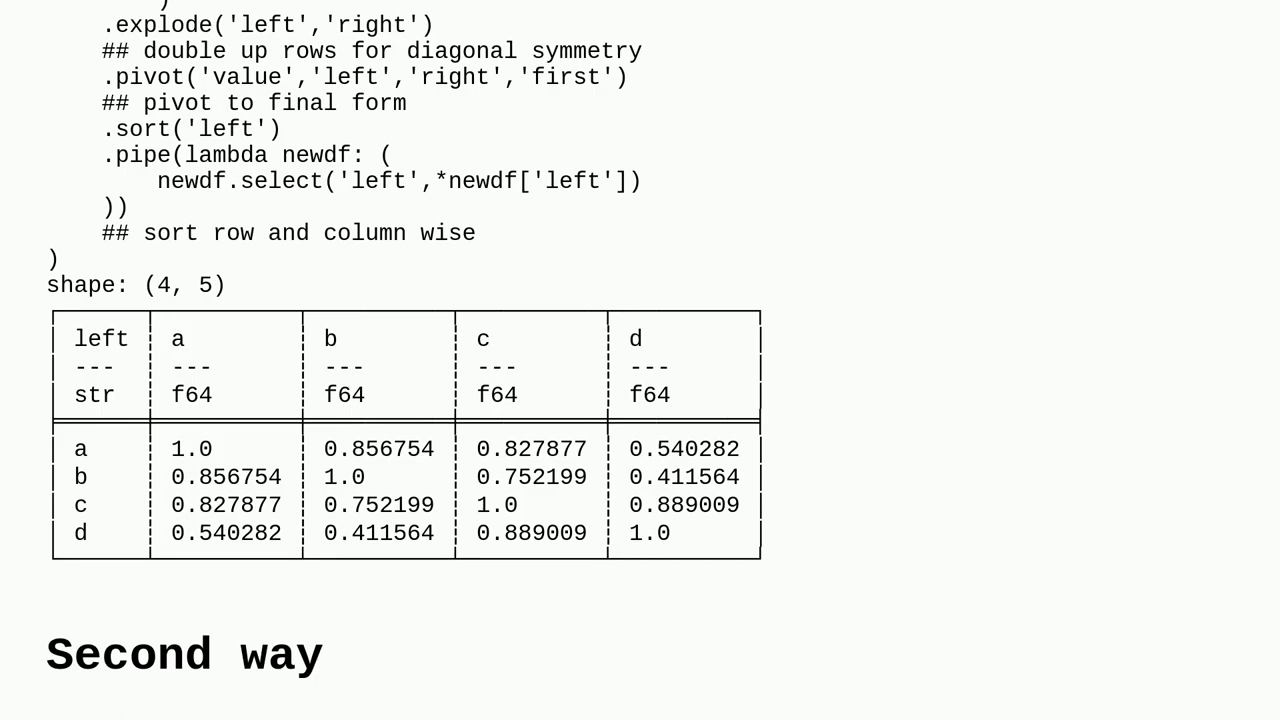 )
.explode('left','right')
## double up rows for diagonal symmetry
.pivot('value','left','right','first')
## pivot to final form
.sort('left')
.pipe(lambda newdf: (
newdf.select('left',*newdf['left'])
))
## sort row and column wise
)
shape: (4, 5)
left a b c d
--- --- --- --- ---
str f64 f64 f64 f64
a 1.0 0.856754 0.827877 0.540282
b 0.856754 1.0 0.752199 0.411564
c 0.827877 0.752199 1.0 0.889009
d 0.540282 0.411564 0.889009 1.0
Second way